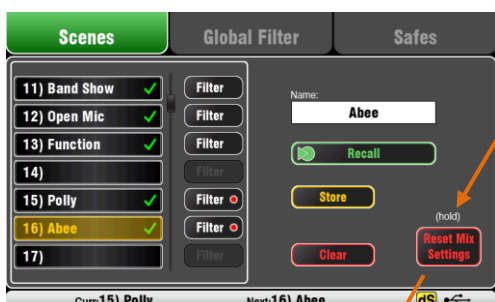 Scenes
Global Filter
Safes
11) Band Show
Filter
12) Open Mic
Filter
13) Function
Filter
14)
Filter
15) Polly
Filter
16) Abee
Filter
17)
Filter
Name:
Abee
Recall
Store
Clear
(hold)
Reset Mix
Settings
Curr:15) Polly
Next:16) Abee
dS